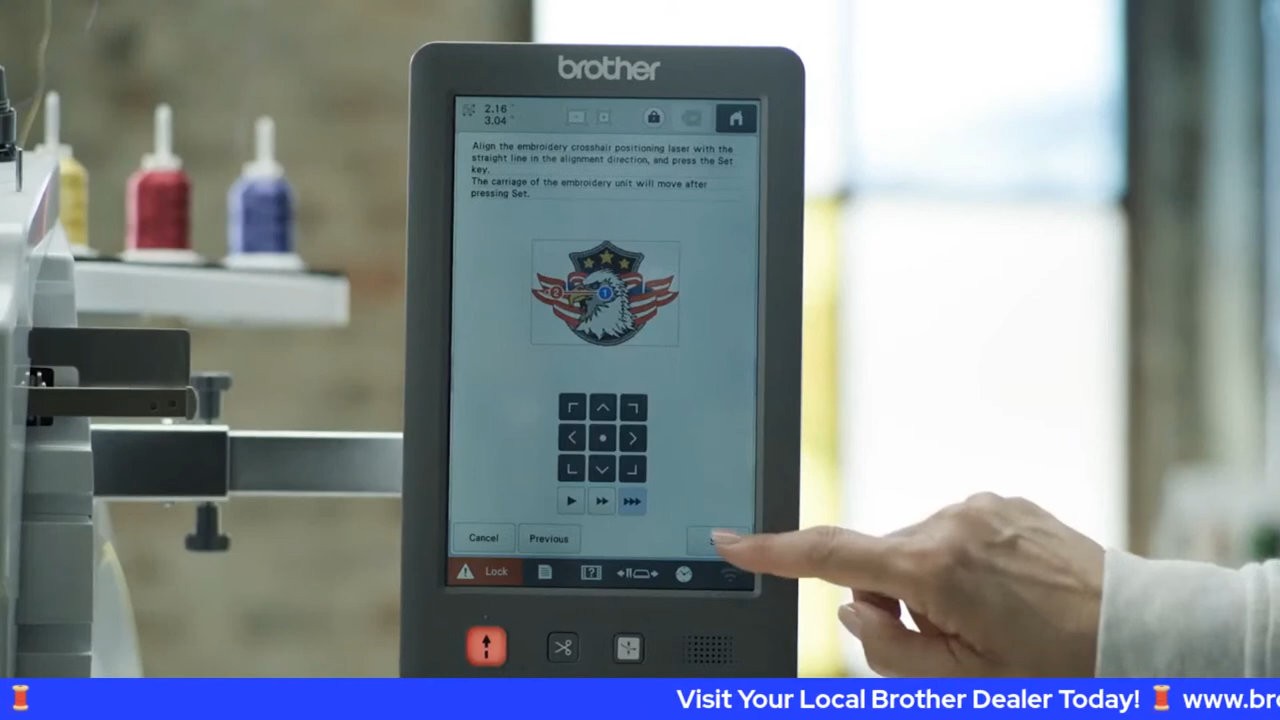 brother
2.16 "
3.04 "
Align the embroidery crosshair positioning laser with the
straight line in the alignment direction, and press the Set
key.
The carriage of the embroidery unit will move after
pressing Set.
2
1
Cancel
Previous
Lock
Visit Your Local Brother Dealer Today! www.bro